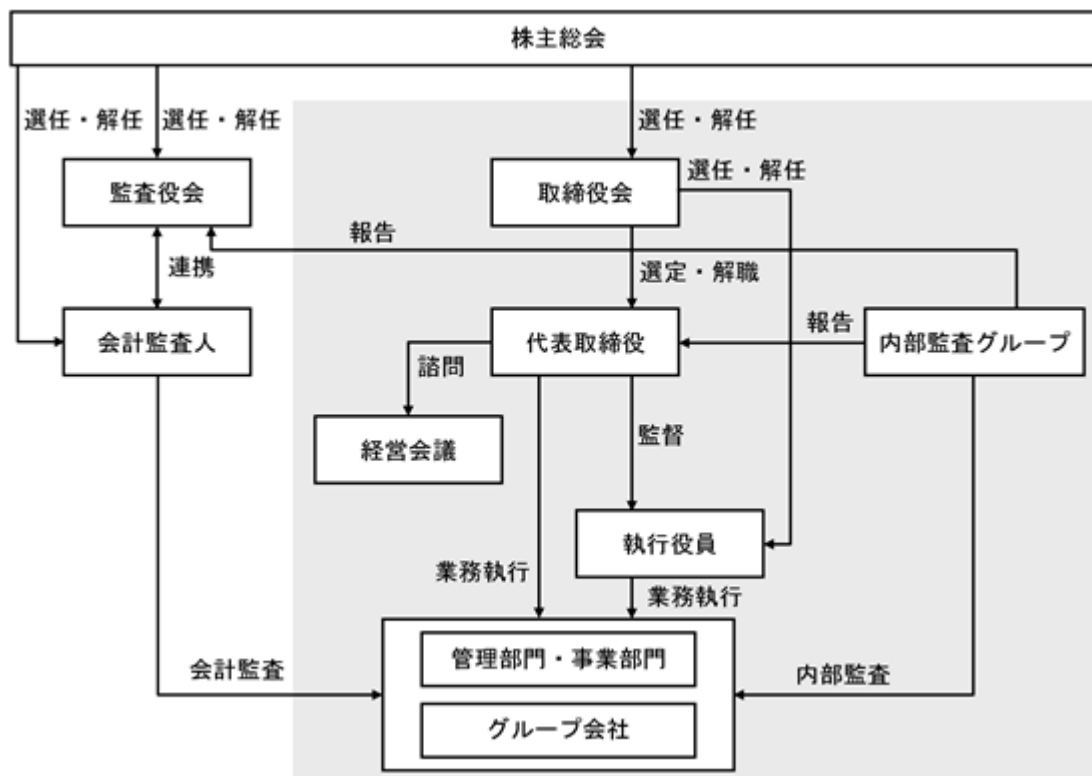 株主総会
選任・解任
選任・解任
選任・解任
監査役会
取締役会
選任・解任
報告
連携
選定・解職
会計監査人
代表取締役
報告
内部監査グループ
諮問
経営会議
監督
執行役員
業務執行
業務執行
管理部門・事業部門
会計監査
内部監査
グループ会社